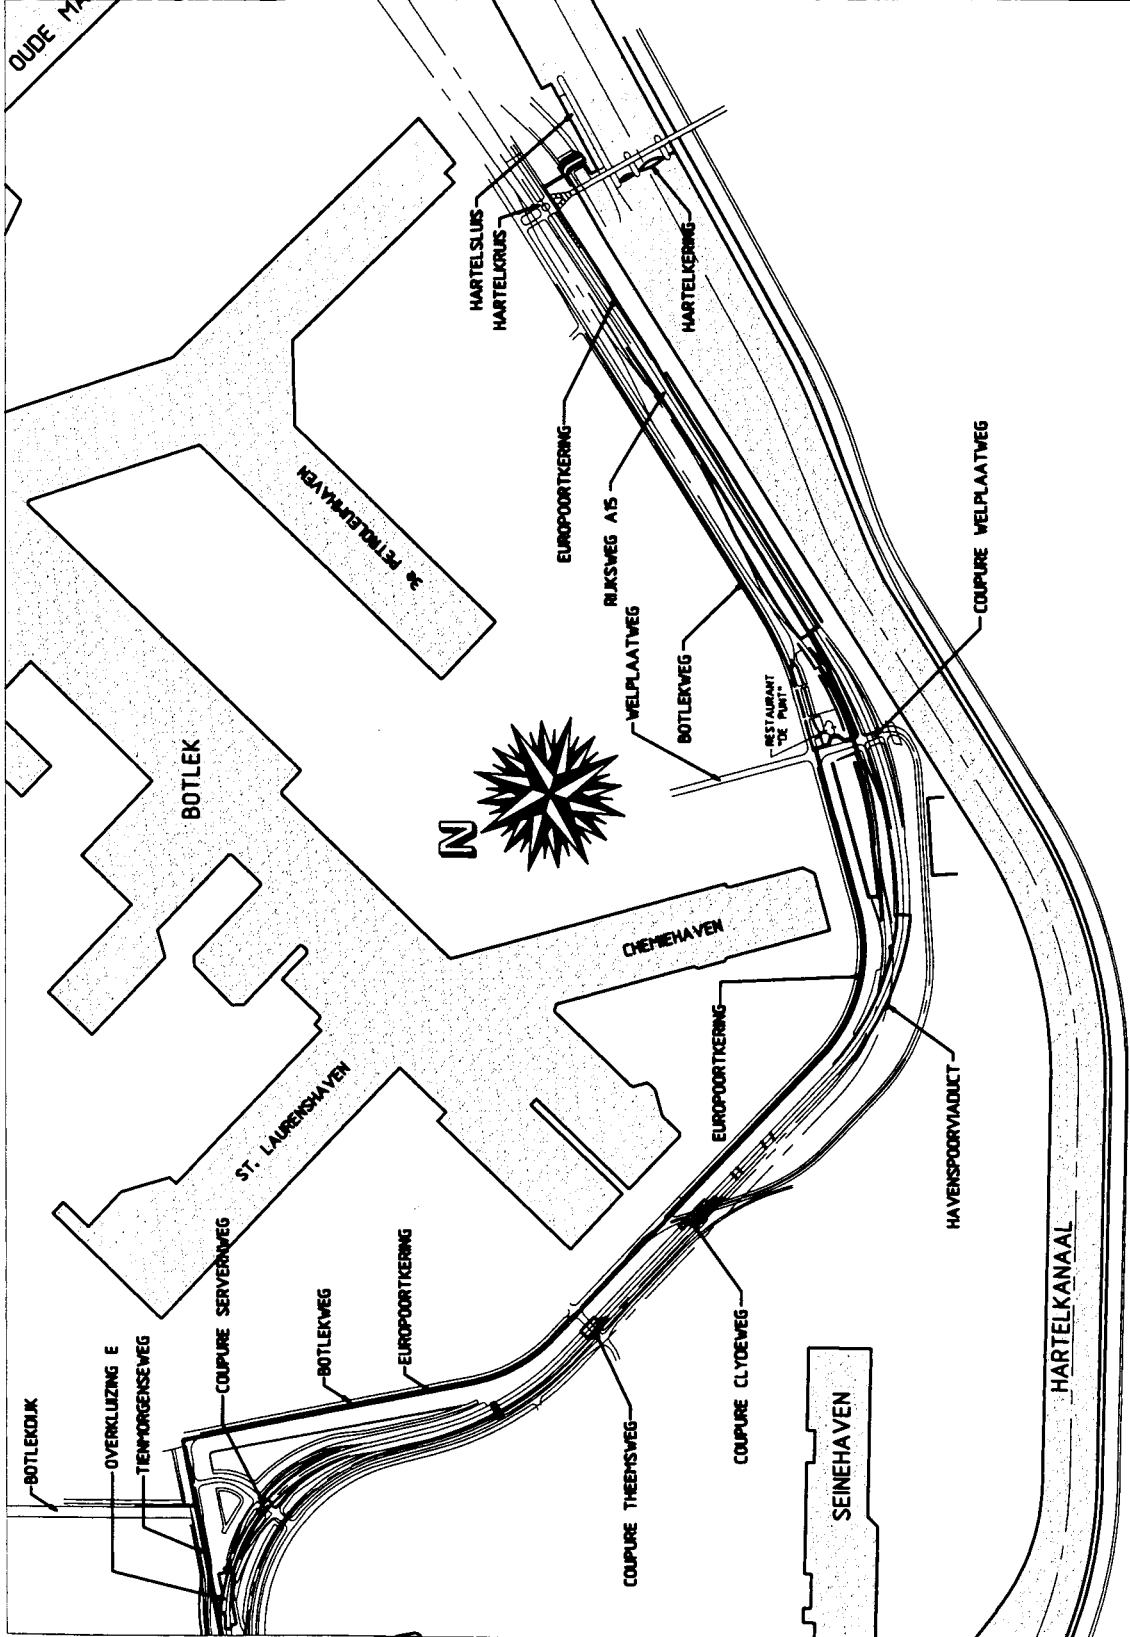 OUDE MA
HARTELSLUIS
HARTELKRUIS
HARTELKERING
EUROPOORTKERING
RIJKSWEG A15
WELPLAATWEG
BOTLEKWEG
RESTAURANT
"DE PUNT"
COUPURE WELPLAATWEG
3e PETROLEUMHAVEN
BOTLEK
N
CHEMIEHAVEN
EUROPOORTKERING
HAVENSPOORVIADUCT
ST. LAURENSHAVEN
COUPURE SERVERNWEG
BOTLEKWEG
EUROPOORTKERING
BOTLEKDIJK
OVERKLUIZING E
TIENMORGENSEWEG
COUPURE THEEMSWEG
COUPURE CLYDEWEG
SEINEHAVEN
HARTELKANAAL